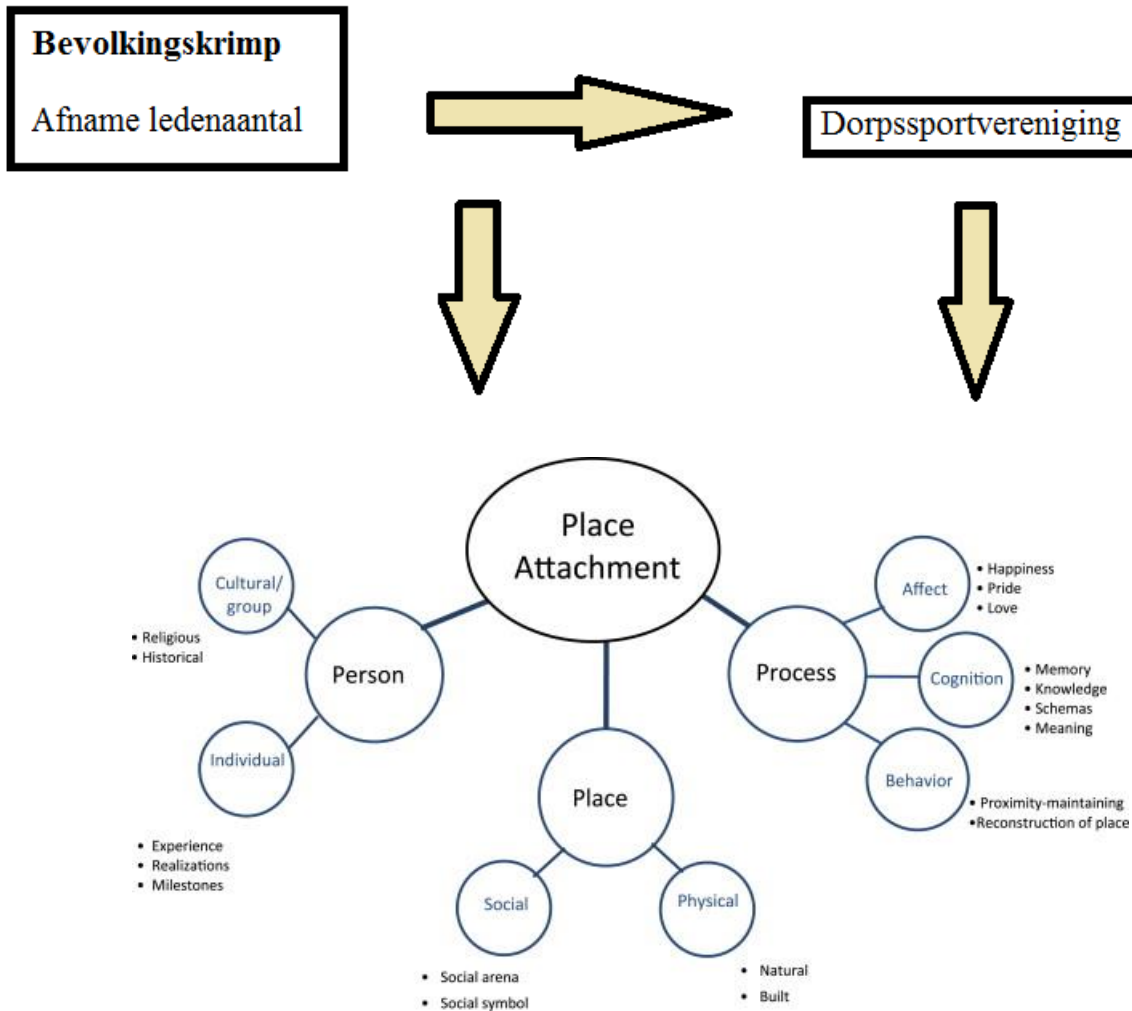 Bevolkingskrimp
Afname ledenaantal
Dorpssportvereniging
Place
Attachment
Cultural/
group
• Religious
• Historical
Person
Individual
• Experience
• Realizations
• Milestones
Place
Social
• Social arena
• Social symbol
Physical
• Natural
• Built
Process
Affect
• Happiness
• Pride
• Love
Cognition
• Memory
• Knowledge
• Schemas
• Meaning
Behavior
• Proximity-maintaining
•Reconstruction of place